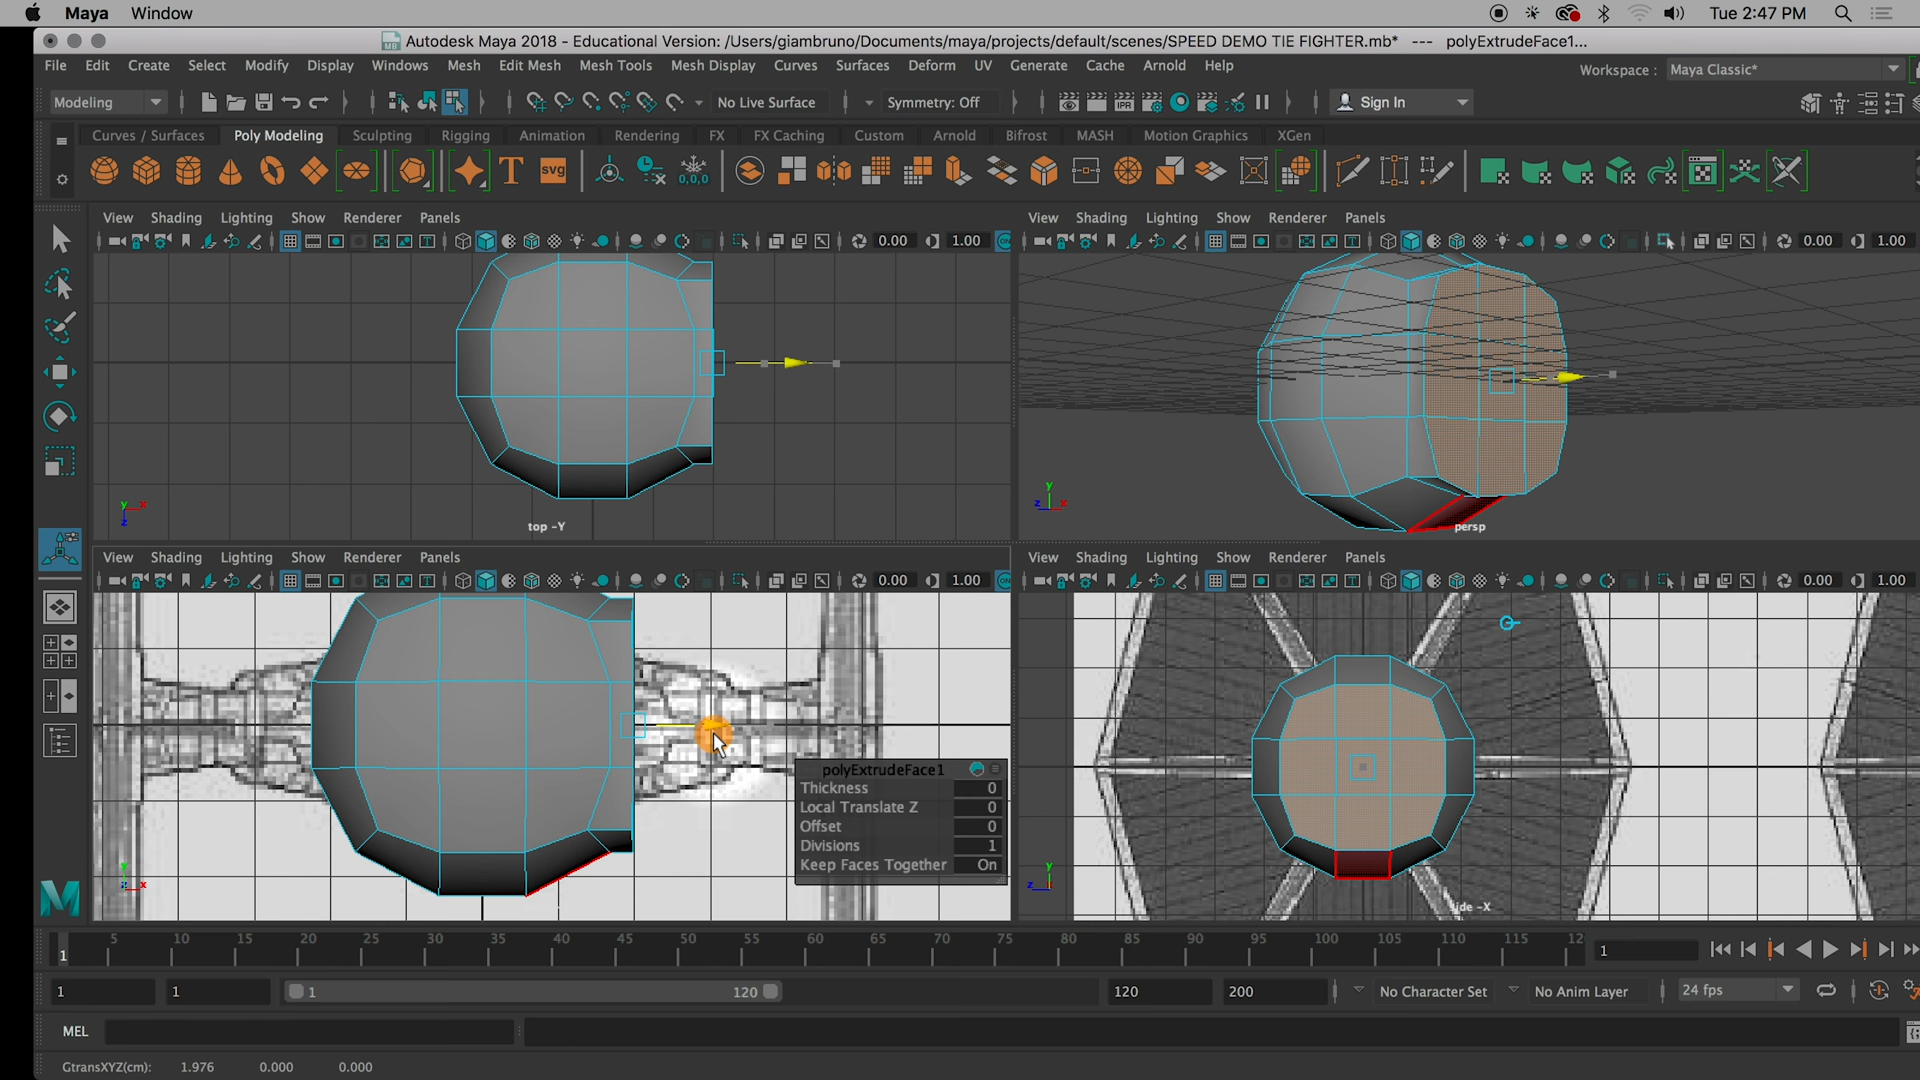 Maya Window Tue 2:47 PM
Autodesk Maya 2018 - Educational Version: /Users/giambruno/Documents/maya/projects/default/scenes/SPEED DEMO TIE FIGHTER.mb* --- polyExtrudeFace1...
File Edit Create Select Modify Display Windows Mesh Edit Mesh Mesh Tools Mesh Display Curves Surfaces Deform UV Generate Cache Arnold Help Workspace : Maya Classic*
Modeling No Live Surface Symmetry: Off IPR Sign In
Curves / Surfaces Poly Modeling Sculpting Rigging Animation Rendering FX FX Caching Custom Arnold Bifrost MASH Motion Graphics XGen
T svg 0,0,0
View Shading Lighting Show Renderer Panels
0.00 1.00 ON
top -Y
View Shading Lighting Show Renderer Panels
0.00 1.00
persp
View Shading Lighting Show Renderer Panels
0.00 1.00 ON
polyExtrudeFace1
Thickness 0
Local Translate Z 0
Offset 0
Divisions 1
Keep Faces Together On
View Shading Lighting Show Renderer Panels
0.00 1.00
side -X
1 5 10 15 20 25 30 35 40 45 50 55 60 65 70 75 80 85 90 95 100 105 110 115 12 1
1 1 1 120 120 200 No Character Set No Anim Layer 24 fps
MEL
GtransXYZ(cm): 1.976 0.000 0.000